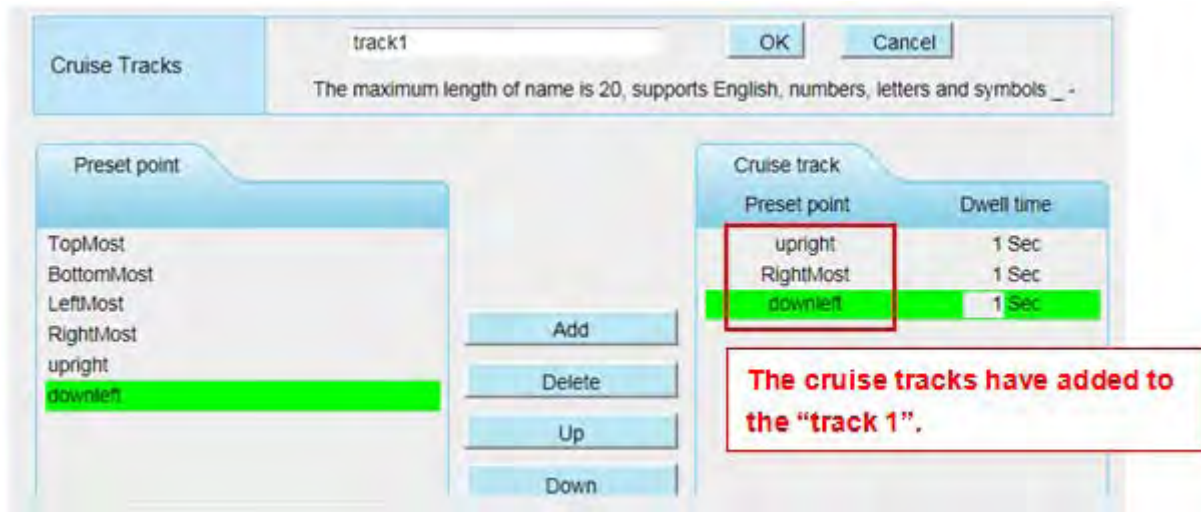 Cruise Tracks
track1
OK
Cancel
The maximum length of name is 20, supports English, numbers, letters and symbols _ -
Preset point
TopMost
BottomMost
LeftMost
RightMost
upright
downleft
Add
Delete
Up
Down
Cruise track
Preset point Dwell time
upright 1 Sec
RightMost 1 Sec
downleft 1 Sec
The cruise tracks have added to
the “track 1”.